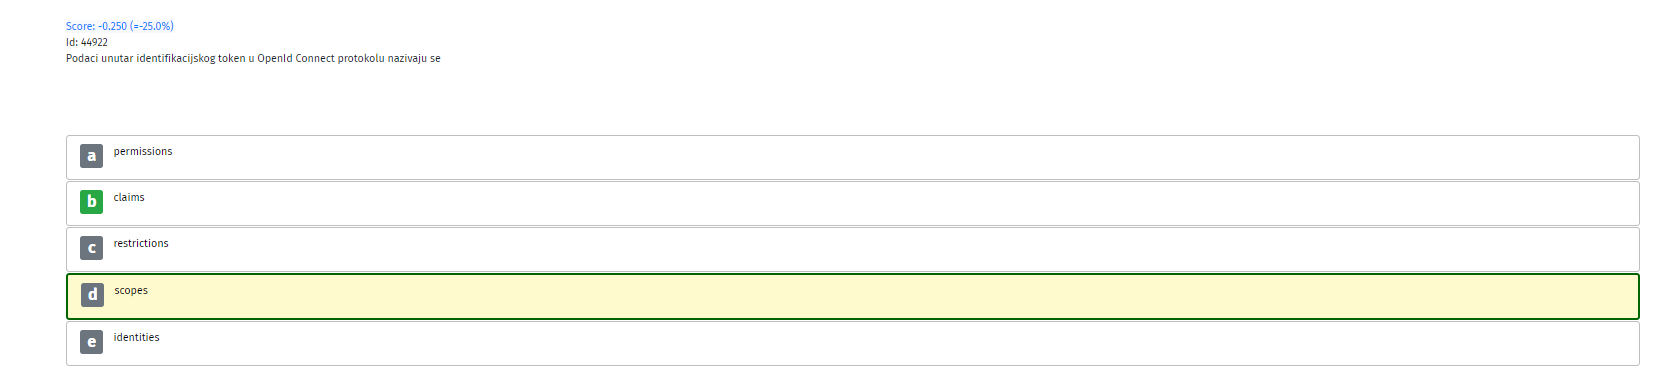 Score: -0.250 (=-25.0%)
Id: 44922
Podaci unutar identifikacijskog token u OpenId Connect protokolu nazivaju se
a permissions
b claims
c restrictions
d scopes
e identities